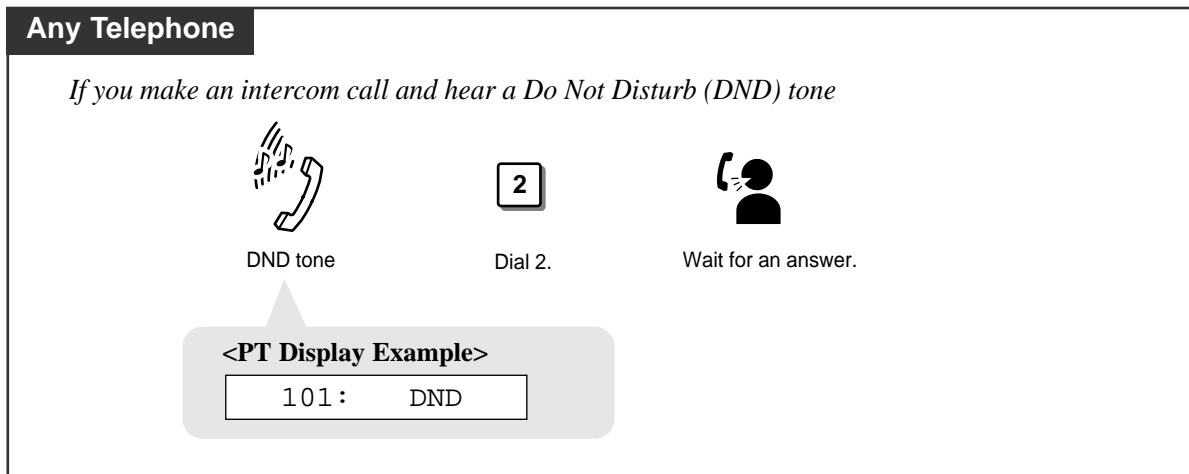 Any Telephone
If you make an intercom call and hear a Do Not Disturb (DND) tone
2
DND tone
Dial 2.
Wait for an answer.
<PT Display Example>
101: DND